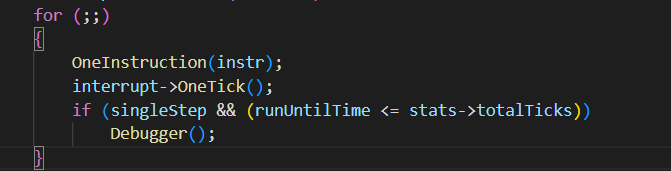 for (;;)
{
OneInstruction(instr);
interrupt->OneTick();
if (singleStep && (runUntilTime <= stats->totalTicks))
Debugger();
}